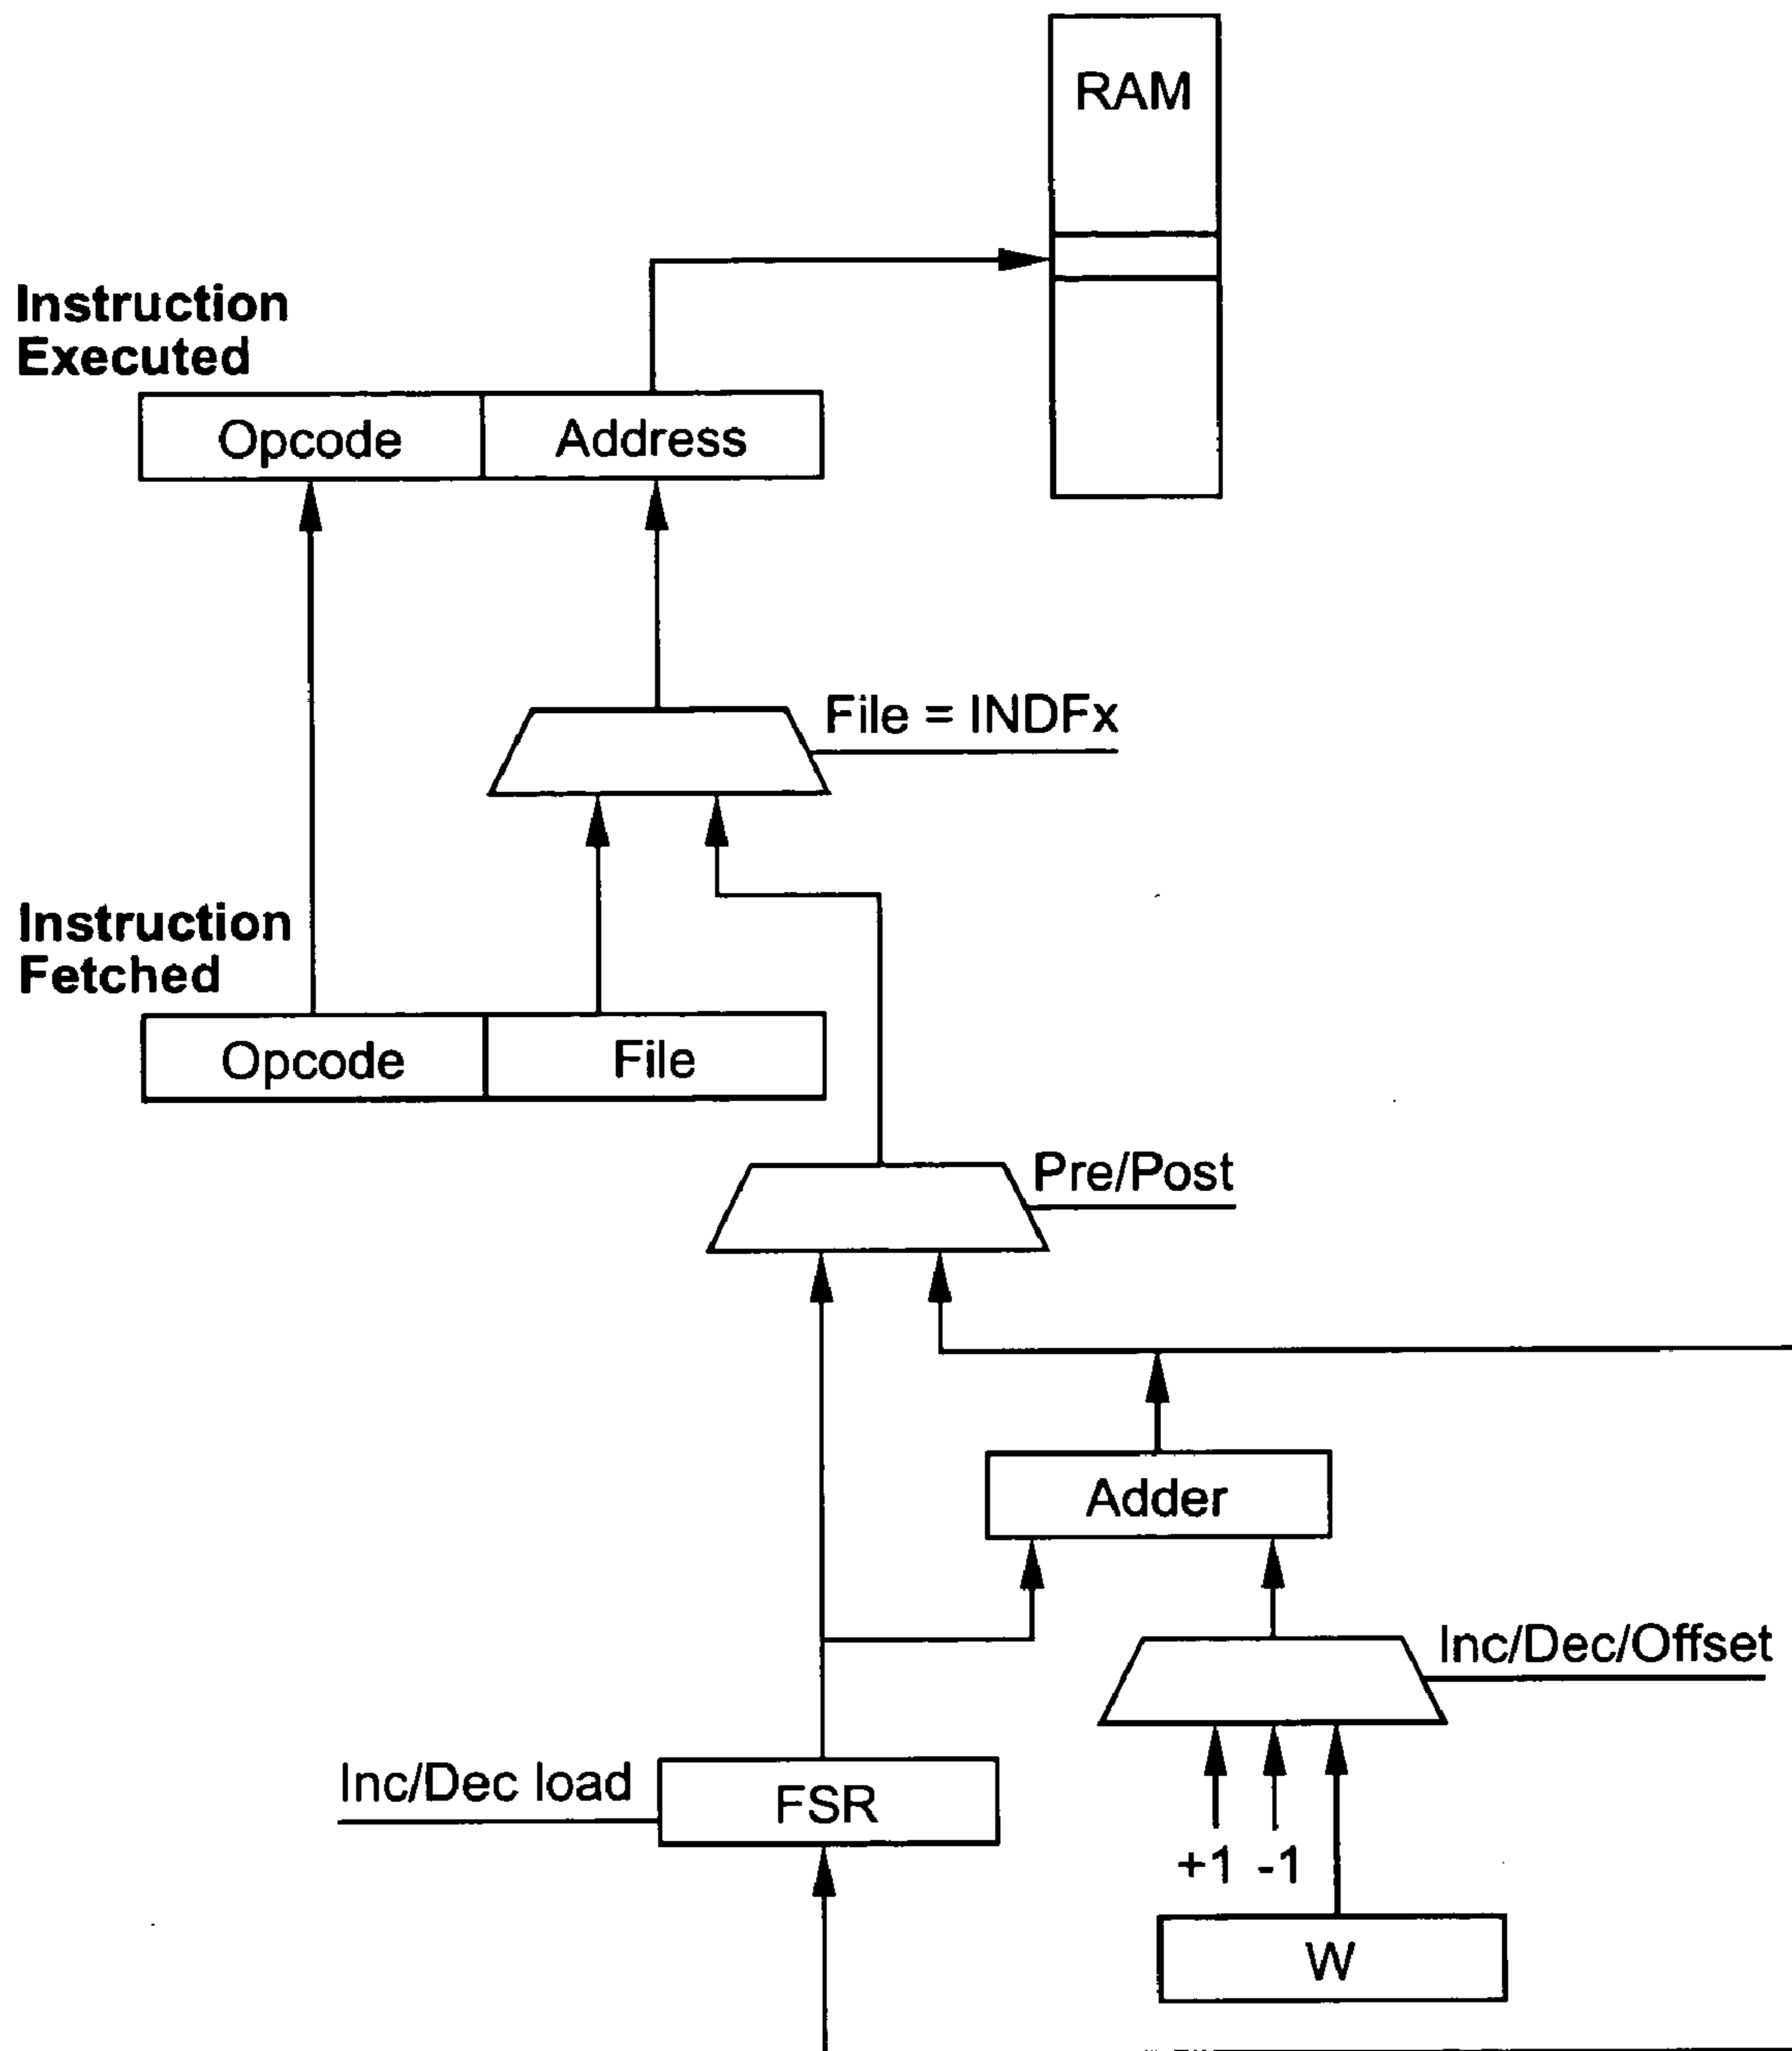 RAM
Instruction
Executed
Opcode
Address
File = INDFx
Instruction
Fetched
Opcode
File
Pre/Post
Adder
Inc/Dec/Offset
Inc/Dec load
FSR
+1 -1
W